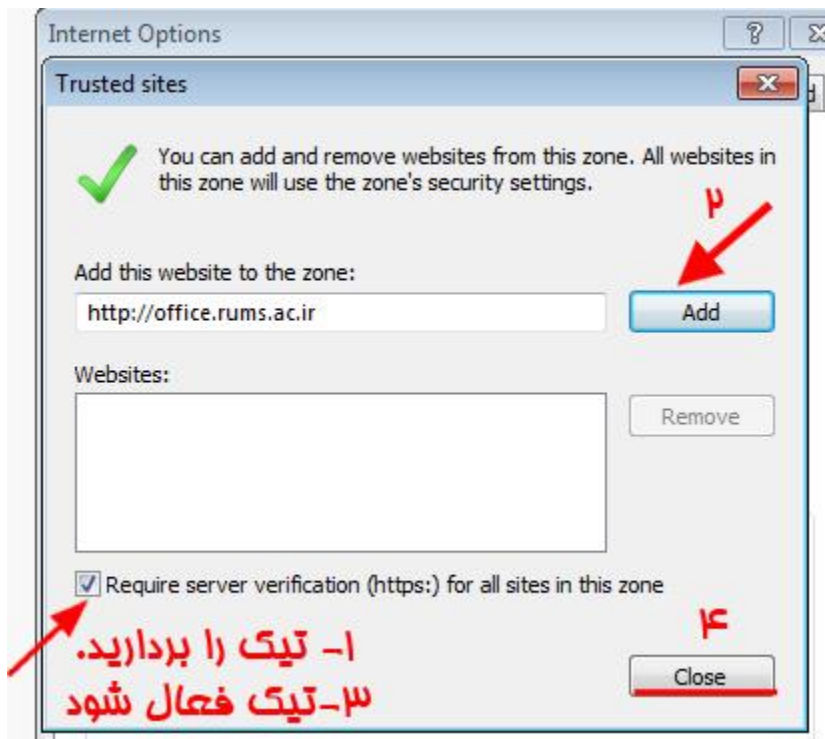 Internet Options
Trusted sites
You can add and remove websites from this zone. All websites in
this zone will use the zone's security settings.
۲
Add this website to the zone:
http://office.rums.ac.ir
Add
Websites:
Remove
Require server verification (https:) for all sites in this zone
۱- تیک را بردارید.
۳-تیک فعال شود
۴
Close